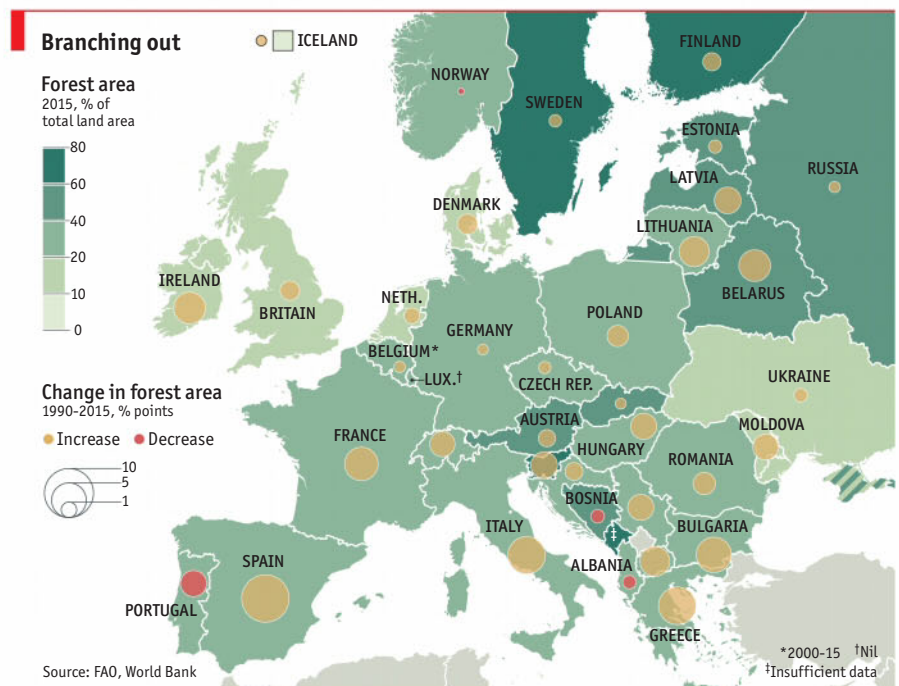 Branching out
ICELAND
Forest area
2015, % of
total land area
80
60
40
20
10
0
Change in forest area
1990-2015, % points
Increase
Decrease
10
5
1
FINLAND
NORWAY
SWEDEN
ESTONIA
RUSSIA
LATVIA
DENMARK
LITHUANIA
IRELAND
BRITAIN
NETH.
BELARUS
GERMANY
POLAND
BELGIUM*
LUX.†
CZECH REP.
UKRAINE
AUSTRIA
MOLDOVA
FRANCE
HUNGARY
ROMANIA
BOSNIA
ITALY
‡
BULGARIA
SPAIN
ALBANIA
PORTUGAL
GREECE
*2000-15 †Nil
‡Insufficient data
Source: FAO, World Bank